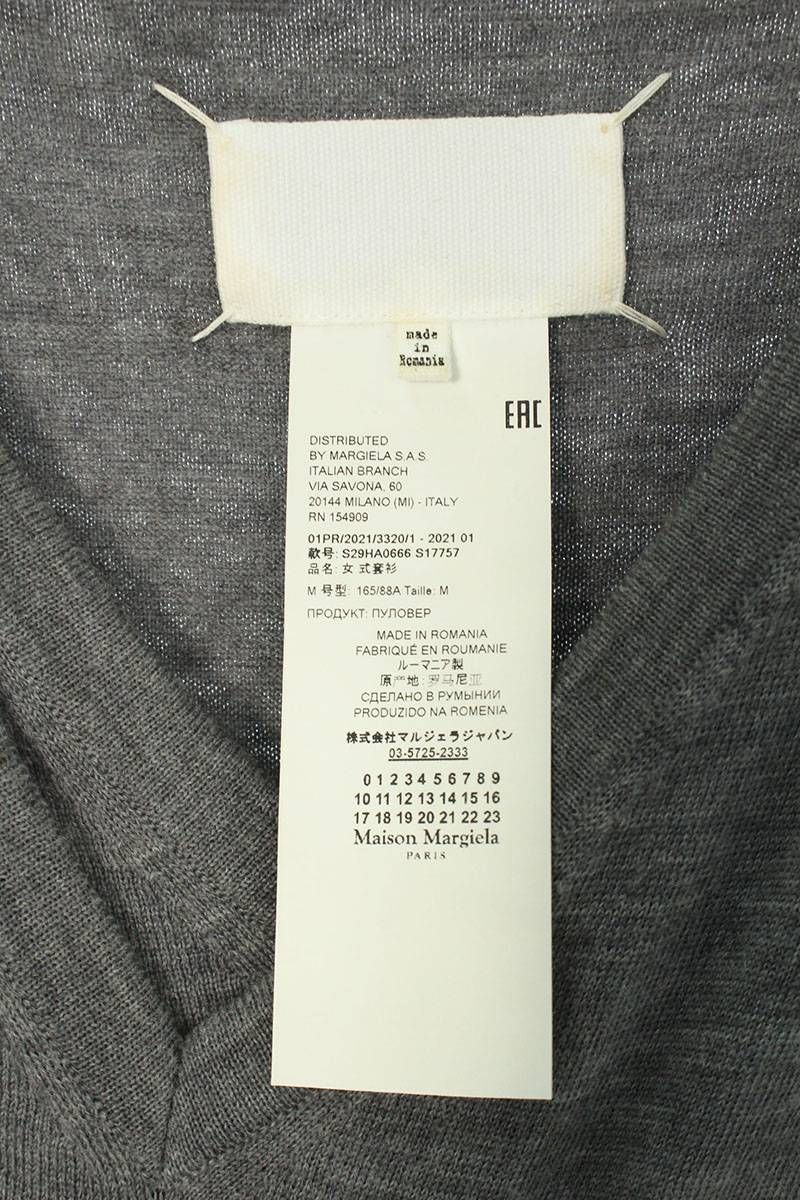 made
in
Romania
EAC
DISTRIBUTED
BY MARGIELA S.A.S.
ITALIAN BRANCH
VIA SAVONA, 60
20144 MILANO (MI) - ITALY
RN 154909
01PR/2021/3320/1 - 2021 01
款号: S29HA0666 S17757
品名: 女 式套衫
M 号型: 165/88A Taille: M
ПРОДУКТ: ПУЛОВЕР
MADE IN ROMANIA
FABRIQUÉ EN ROUMANIE
ルーマニア製
原产地: 罗马尼亚
СДЕЛАНО В РУМЫНИИ
PRODUZIDO NA ROMENIA
株式会社マルジェラジャパン
03-5725-2333
0 1 2 3 4 5 6 7 8 9
10 11 12 13 14 15 16
17 18 19 20 21 22 23
Maison Margiela
PARIS